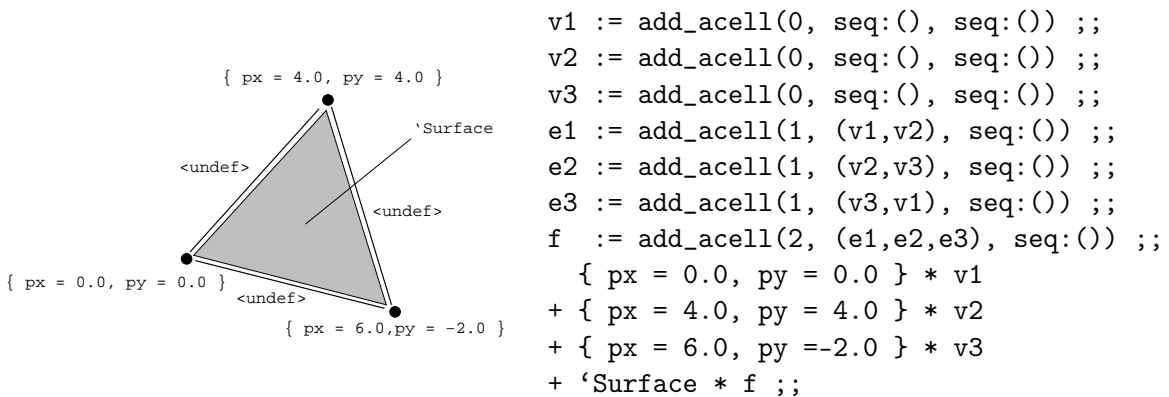 { px = 4.0, py = 4.0 }
‘Surface
<undef>
<undef>
{ px = 0.0, py = 0.0 }
<undef>
{ px = 6.0,py = −2.0 }
v1 := add_acell(0, seq:(), seq:()) ;;
v2 := add_acell(0, seq:(), seq:()) ;;
v3 := add_acell(0, seq:(), seq:()) ;;
e1 := add_acell(1, (v1,v2), seq:()) ;;
e2 := add_acell(1, (v2,v3), seq:()) ;;
e3 := add_acell(1, (v3,v1), seq:()) ;;
f  := add_acell(2, (e1,e2,e3), seq:()) ;;
{ px = 0.0, py = 0.0 } * v1
+ { px = 4.0, py = 4.0 } * v2
+ { px = 6.0, py =-2.0 } * v3
+ ‘Surface * f ;;